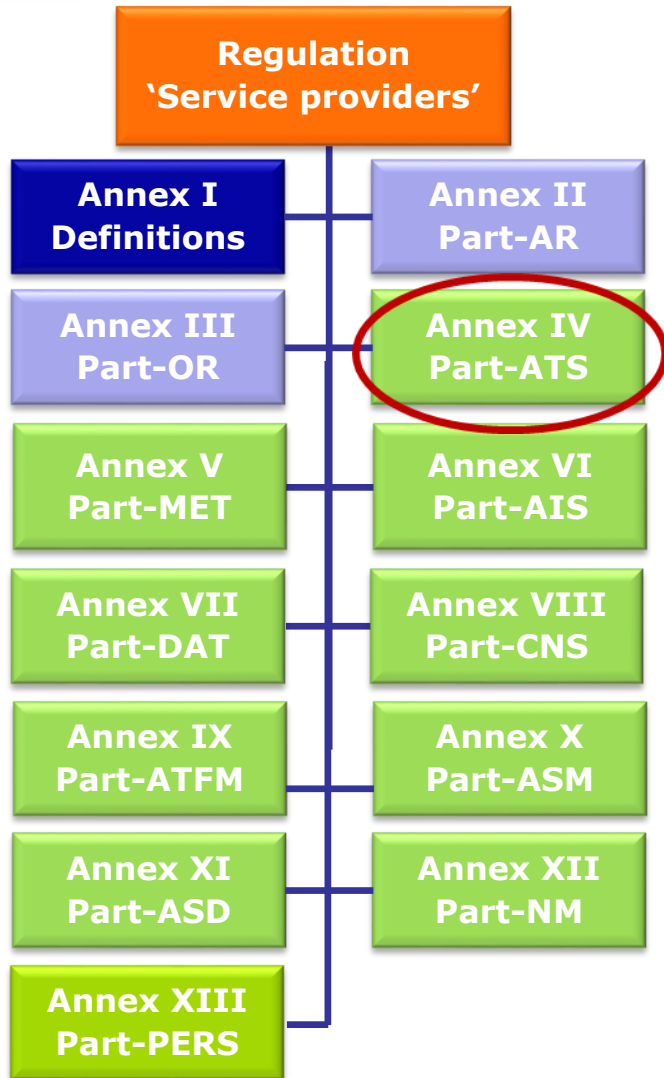 Regulation
‘Service providers’
Annex I
Definitions
Annex II
Part-AR
Annex III
Part-OR
Annex IV
Part-ATS
Annex V
Part-MET
Annex VI
Part-AIS
Annex VII
Part-DAT
Annex VIII
Part-CNS
Annex IX
Part-ATFM
Annex X
Part-ASM
Annex XI
Part-ASD
Annex XII
Part-NM
Annex XIII
Part-PERS